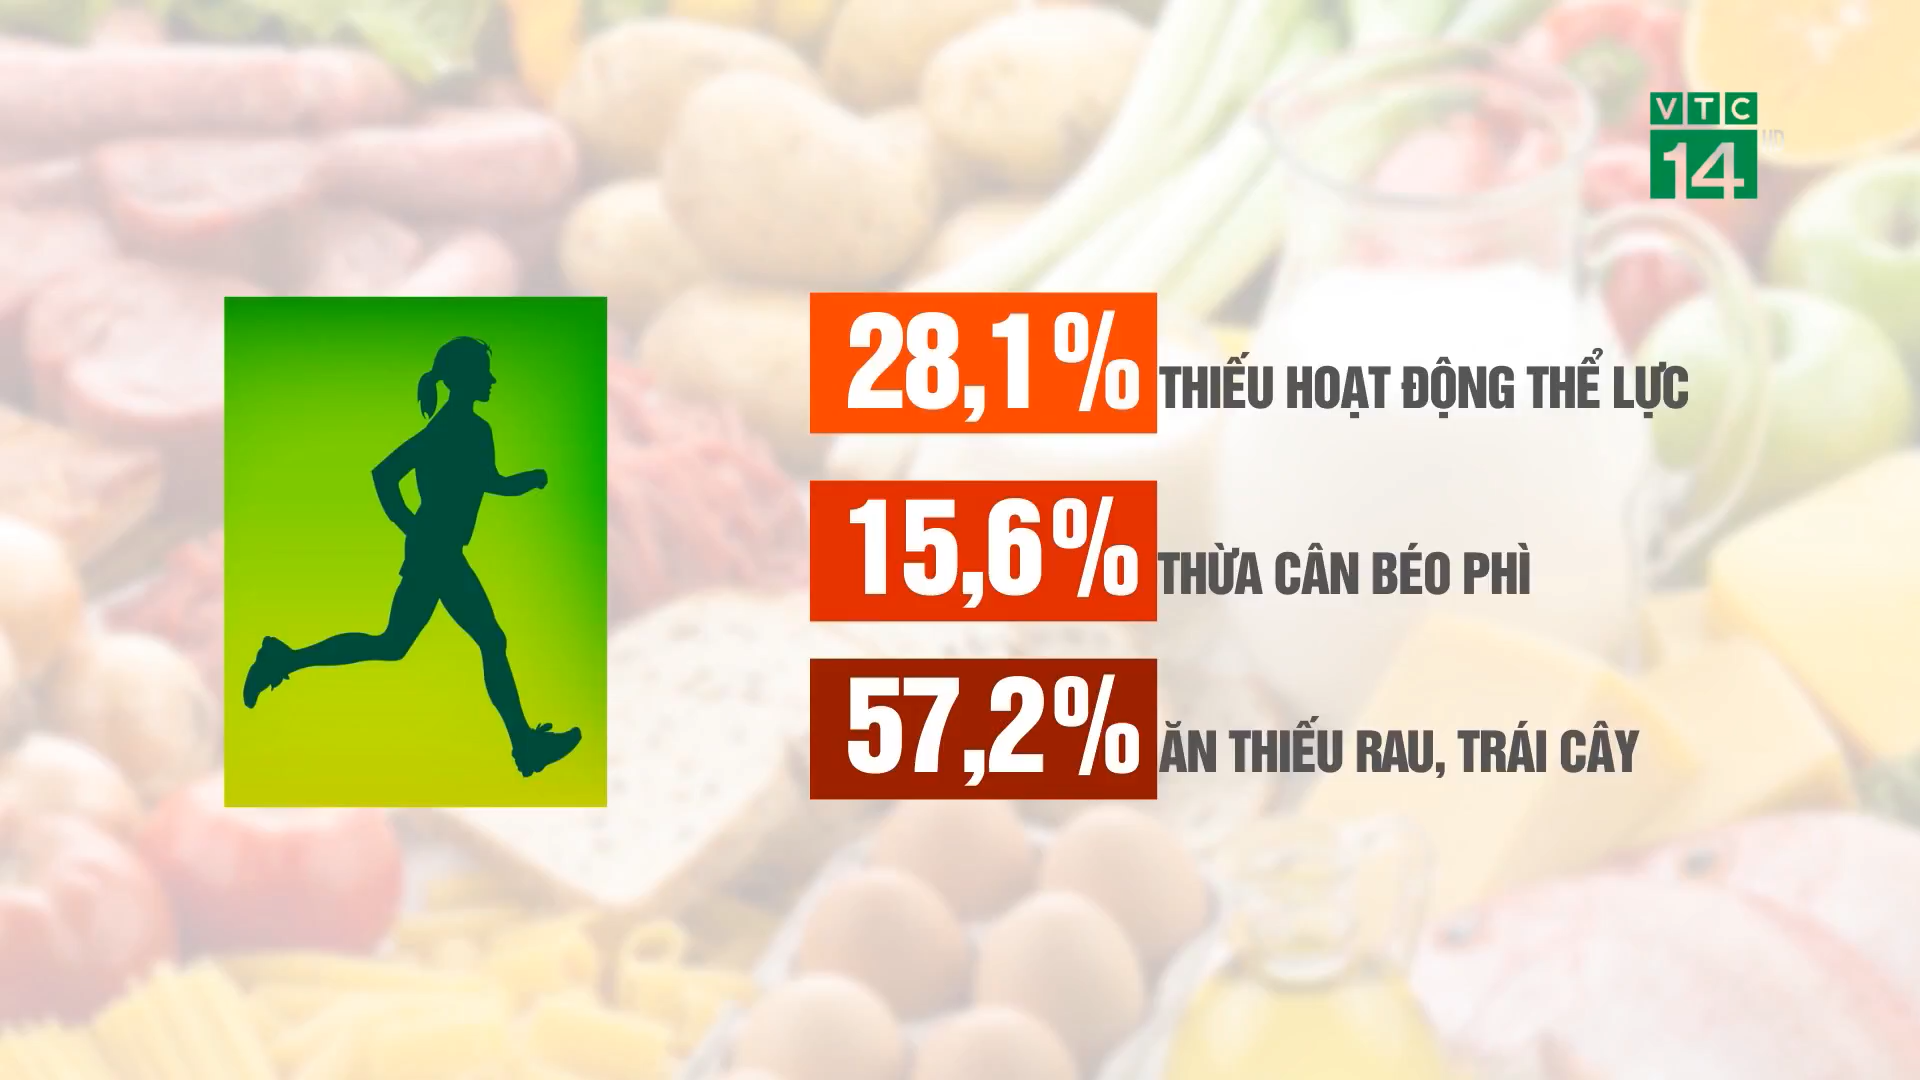 VTC
14
HD
28,1% THIẾU HOẠT ĐỘNG THỂ LỰC
15,6% THỪA CÂN BÉO PHÌ
57,2% ĂN THIẾU RAU, TRÁI CÂY